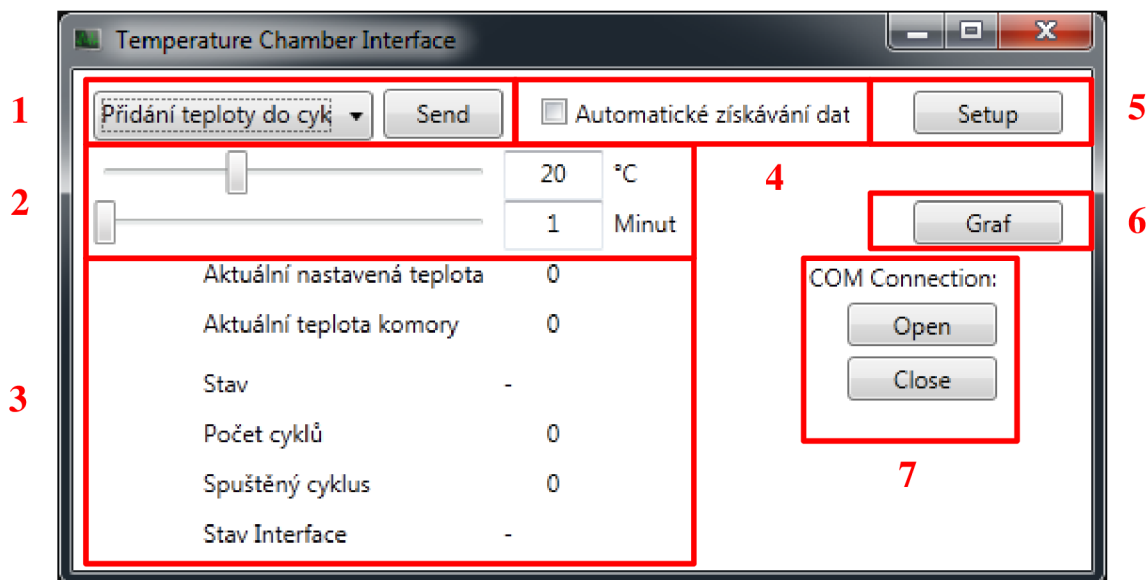 Temperature Chamber Interface
1
Přidání teploty do cyk
Send
Automatické získávání dat
Setup
5
2
20 °C
4
1 Minut
Graf
6
3
Aktuální nastavená teplota 0
COM Connection:
Aktuální teplota komory 0
Open
Stav -
Close
Počet cyklů 0
7
Spuštěný cyklus 0
Stav Interface -